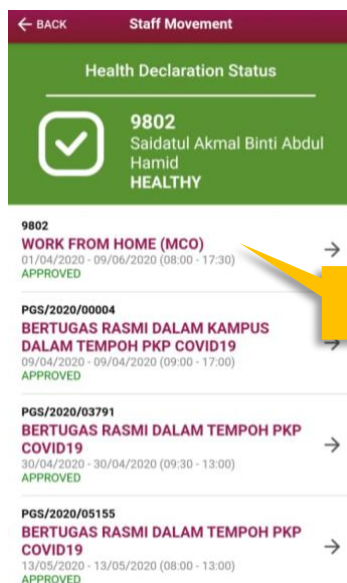 ← BACK Staff Movement
Health Declaration Status
9802
Saidatul Akmal Binti Abdul
Hamid
HEALTHY
9802
WORK FROM HOME (MCO)
01/04/2020 - 09/06/2020 (08:00 - 17:30)
APPROVED
PGS/2020/00004
BERTUGAS RASMI DALAM KAMPUS
DALAM TEMPOH PKP COVID19
09/04/2020 - 09/04/2020 (09:00 - 17:00)
APPROVED
PGS/2020/03791
BERTUGAS RASMI DALAM TEMPOH PKP
COVID19
30/04/2020 - 30/04/2020 (09:30 - 13:00)
APPROVED
PGS/2020/05155
BERTUGAS RASMI DALAM TEMPOH PKP
COVID19
13/05/2020 - 13/05/2020 (08:00 - 13:00)
APPROVED